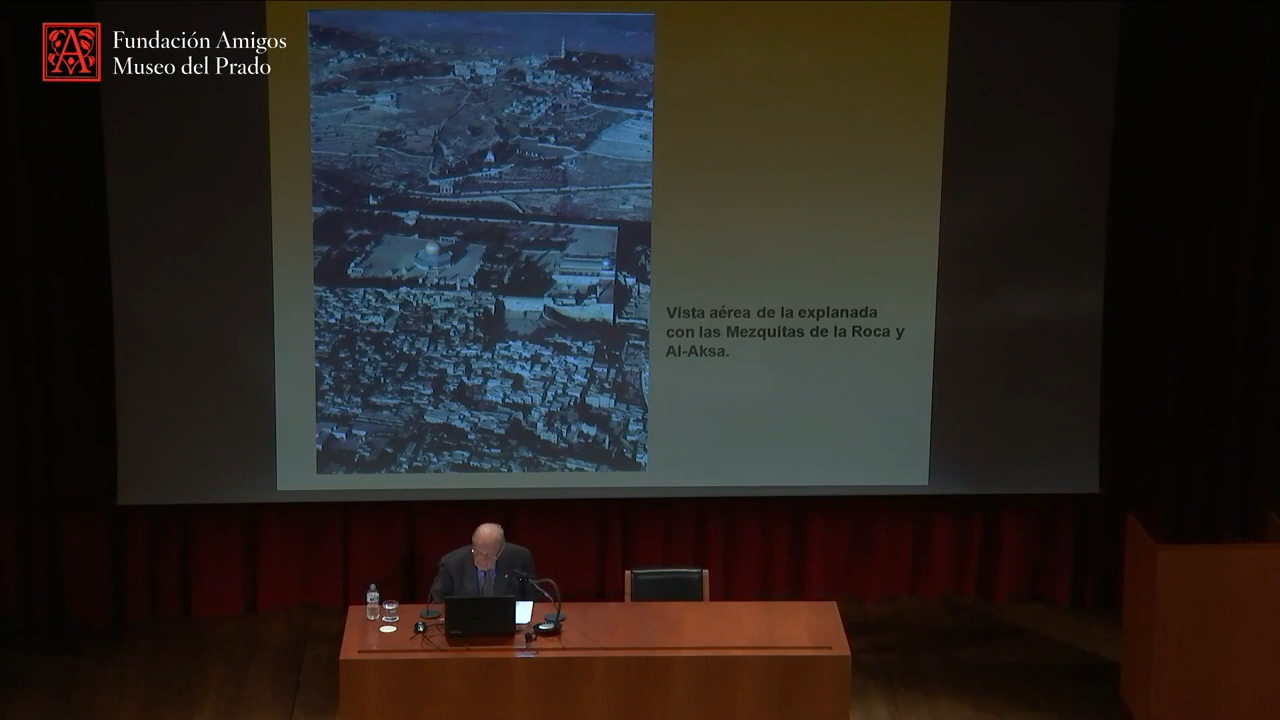 Fundación Amigos
Museo del Prado
Vista aérea de la explanada
con las Mezquitas de la Roca y
Al-Aksa.